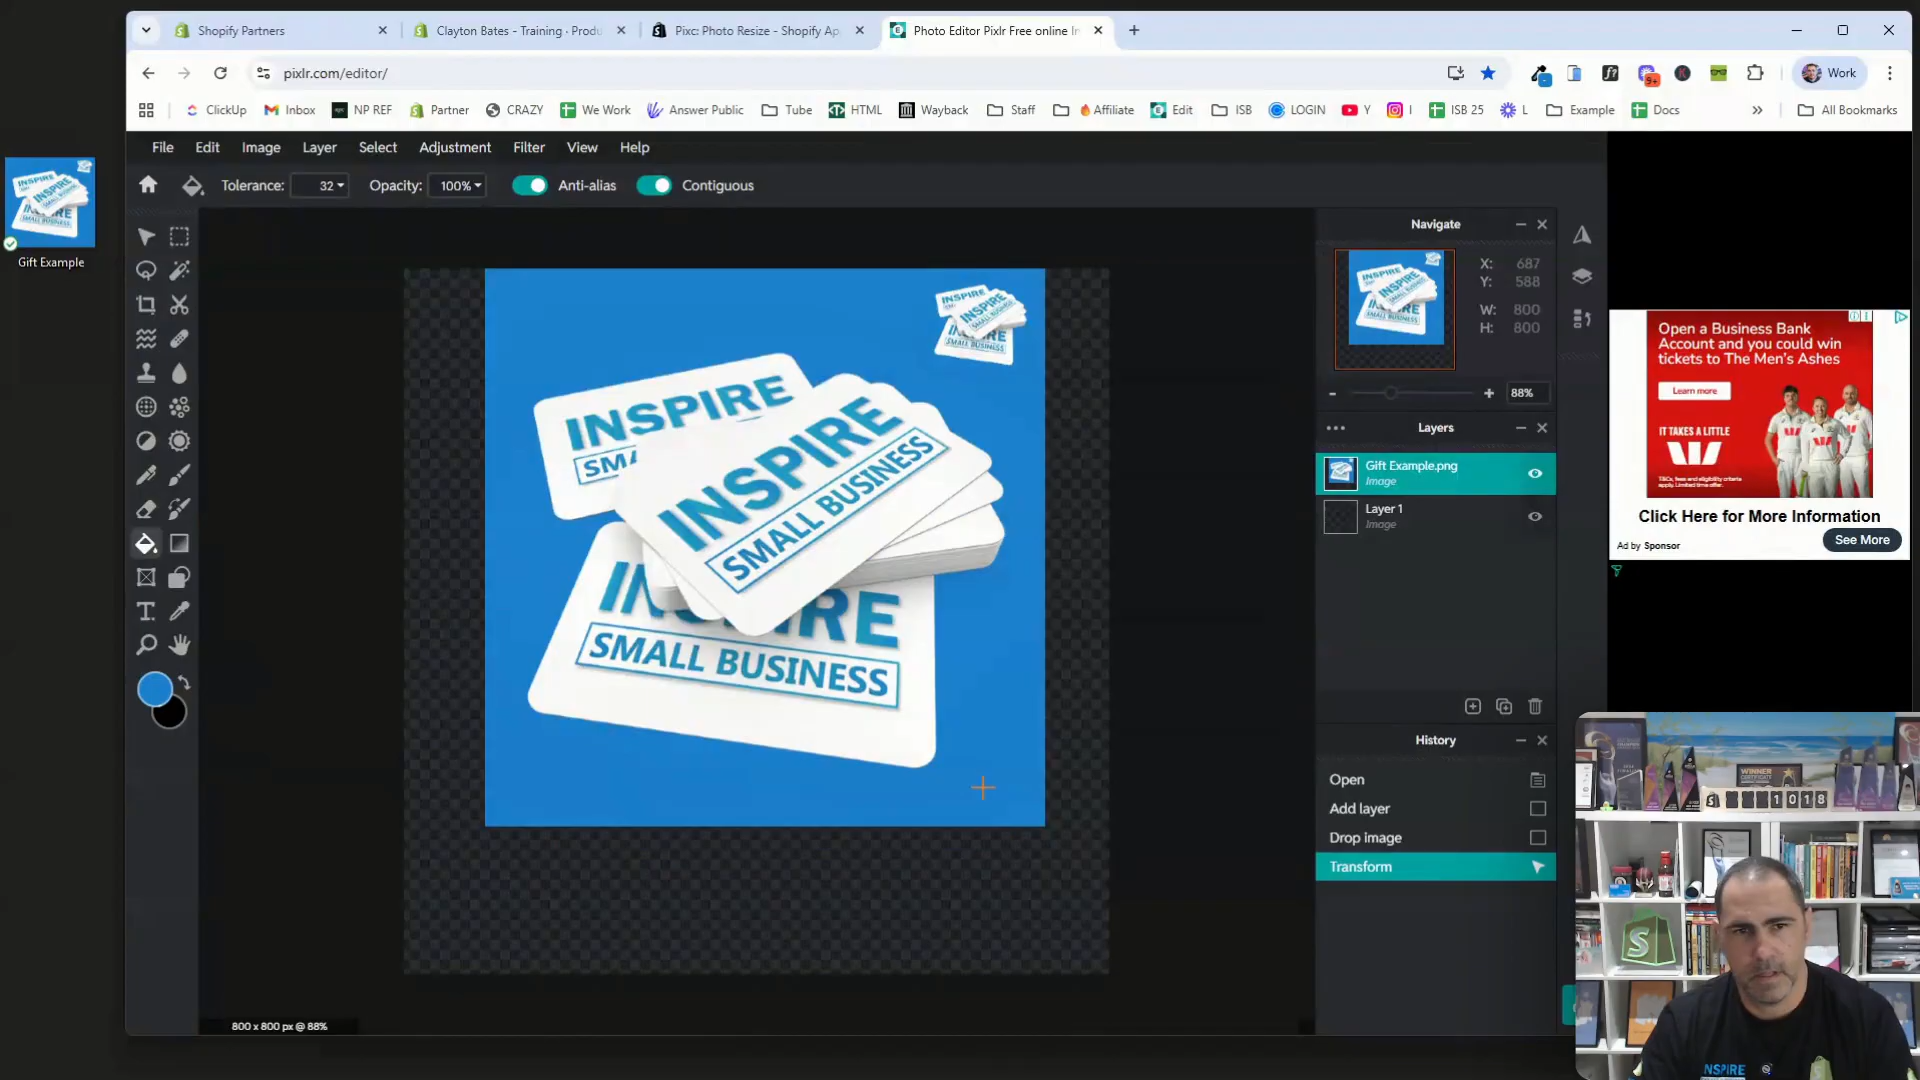 Shopify Partners
Clayton Bates - Training · Produ
Pixc: Photo Resize - Shopify Ap
Photo Editor Pixlr Free online In
pixlr.com/editor/
9+
Work
ClickUp
Inbox
NP REF
Partner
CRAZY
We Work
Answer Public
Tube
HTML
Wayback
Staff
Affiliate
Edit
ISB
LOGIN
Y
I
ISB 25
L
Example
Docs
All Bookmarks
File
Edit
Image
Layer
Select
Adjustment
Filter
View
Help
Tolerance:
32
Opacity:
100%
Anti-alias
Contiguous
Gift Example
INSPIRE
INSPIRE
SMALL BUSINESS
SMALL BUSINESS
Navigate
X: 687
Y: 588
W: 800
H: 800
88%
Layers
Gift Example.png
Image
Layer 1
Image
History
Open
Add layer
Drop image
Transform
800 x 800 px @ 88%
Open a Business Bank
Account and you could win
tickets to The Men's Ashes
Learn more
IT TAKES A LITTLE
Click Here for More Information
Ad by Sponsor
See More
WINNER
1018
INSPIRE